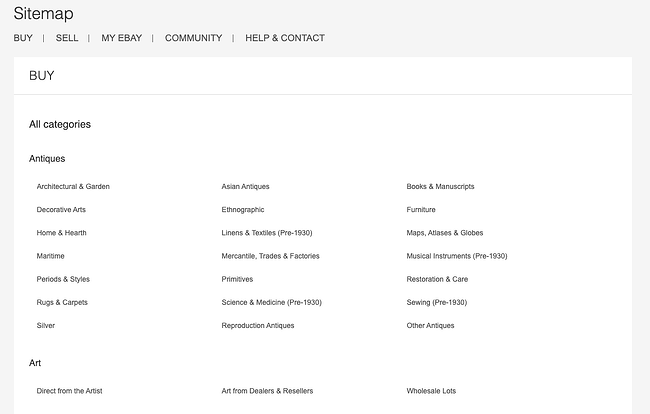 Sitemap
BUY | SELL | MY EBAY | COMMUNITY | HELP & CONTACT
BUY
All categories
Antiques
Architectural & Garden Asian Antiques Books & Manuscripts
Decorative Arts Ethnographic Furniture
Home & Hearth Linens & Textiles (Pre-1930) Maps, Atlases & Globes
Maritime Mercantile, Trades & Factories Musical Instruments (Pre-1930)
Periods & Styles Primitives Restoration & Care
Rugs & Carpets Science & Medicine (Pre-1930) Sewing (Pre-1930)
Silver Reproduction Antiques Other Antiques
Art
Direct from the Artist Art from Dealers & Resellers Wholesale Lots